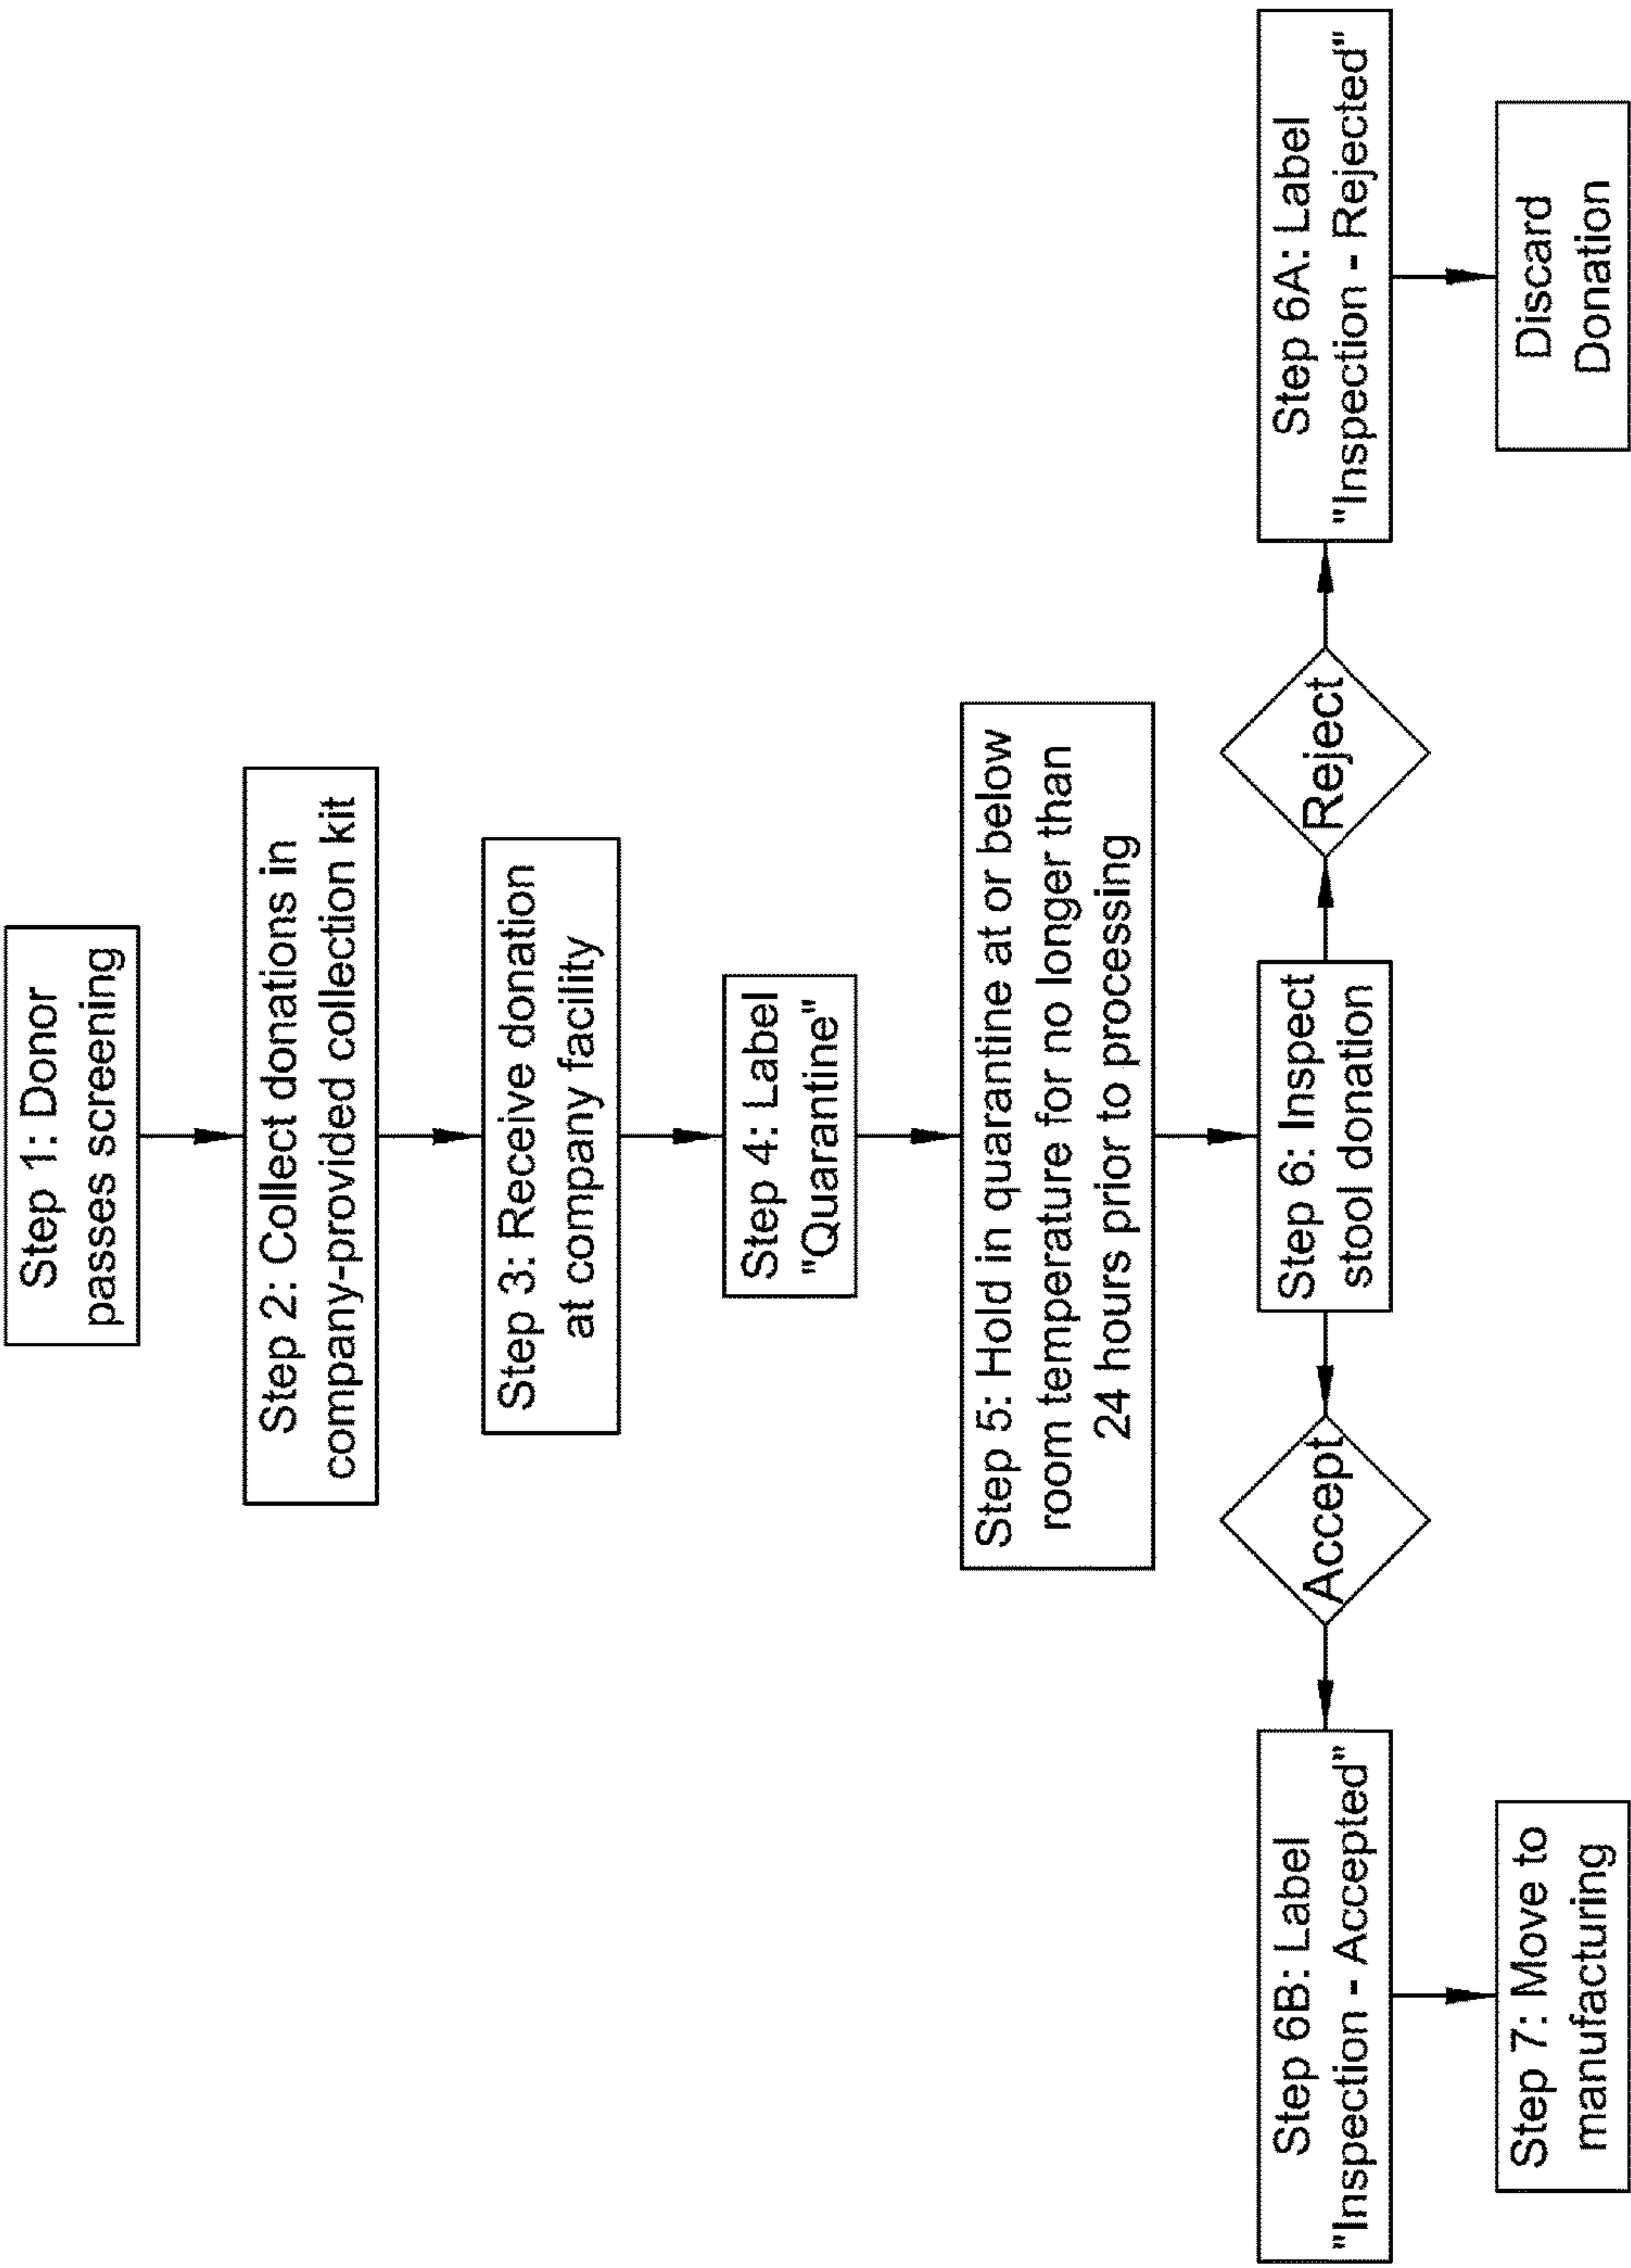 Step 1: Donor
passes screening
Step 2: Collect donations in
company-provided collection kit
Step 3: Receive donation
at company facility
Step 4: Label
"Quarantine"
Step 5: Hold in quarantine at or below
room temperature for no longer than
24 hours prior to processing
Step 6: Inspect
stool donation
Accept
Reject
Step 6B: Label
"Inspection - Accepted"
Step 6A: Label
"Inspection - Rejected"
Step 7: Move to
manufacturing
Discard
Donation